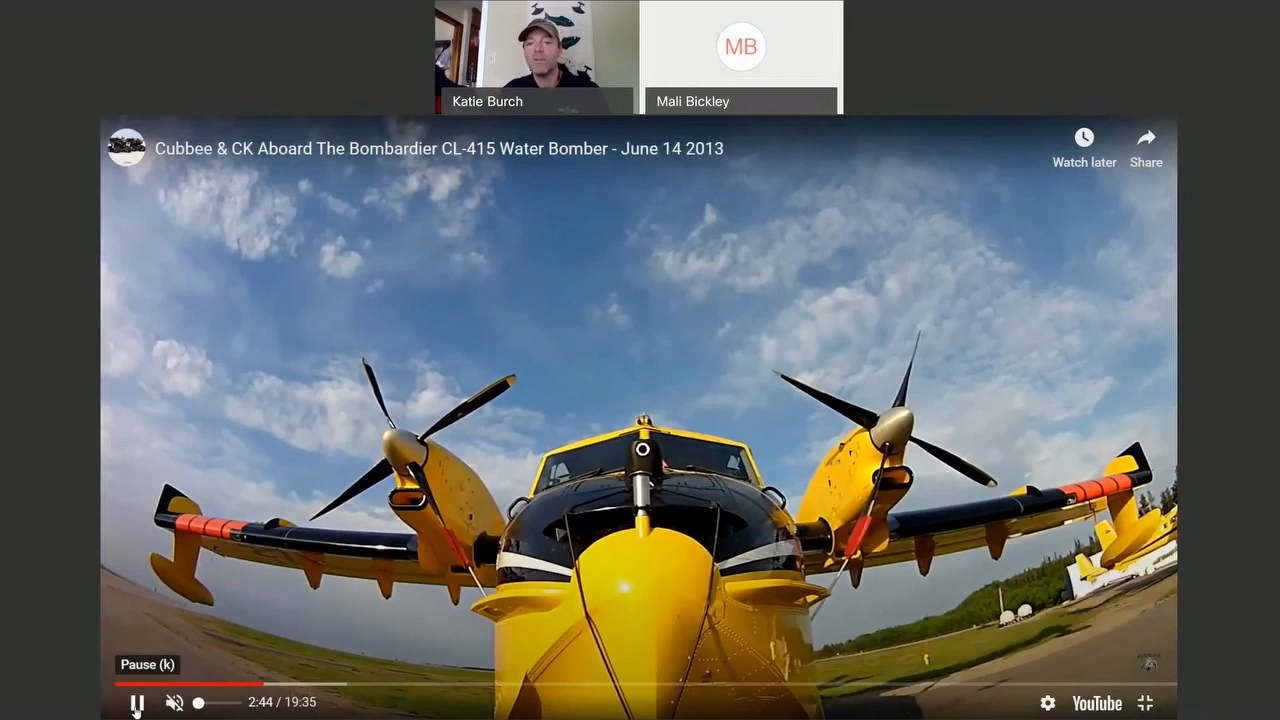 MB
Katie Burch
Mali Bickley
Cubbee & CK Aboard The Bombardier CL-415 Water Bomber - June 14 2013
Watch later
Share
Pause (k)
2:44 / 19:35
YouTube